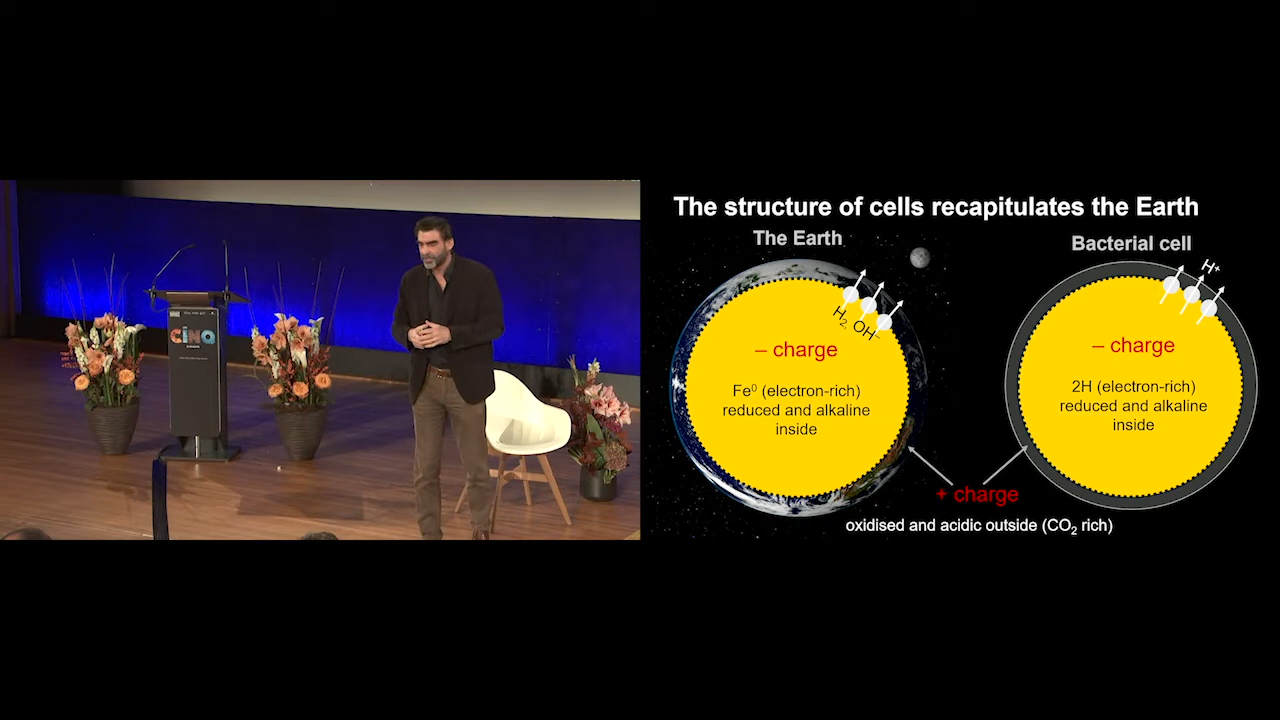 CINQ
The structure of cells recapitulates the Earth
The Earth
Bacterial cell
H₂, OH⁻
H⁺
– charge
Fe⁰ (electron-rich)
reduced and alkaline
inside
– charge
2H (electron-rich)
reduced and alkaline
inside
+ charge
oxidised and acidic outside (CO₂ rich)